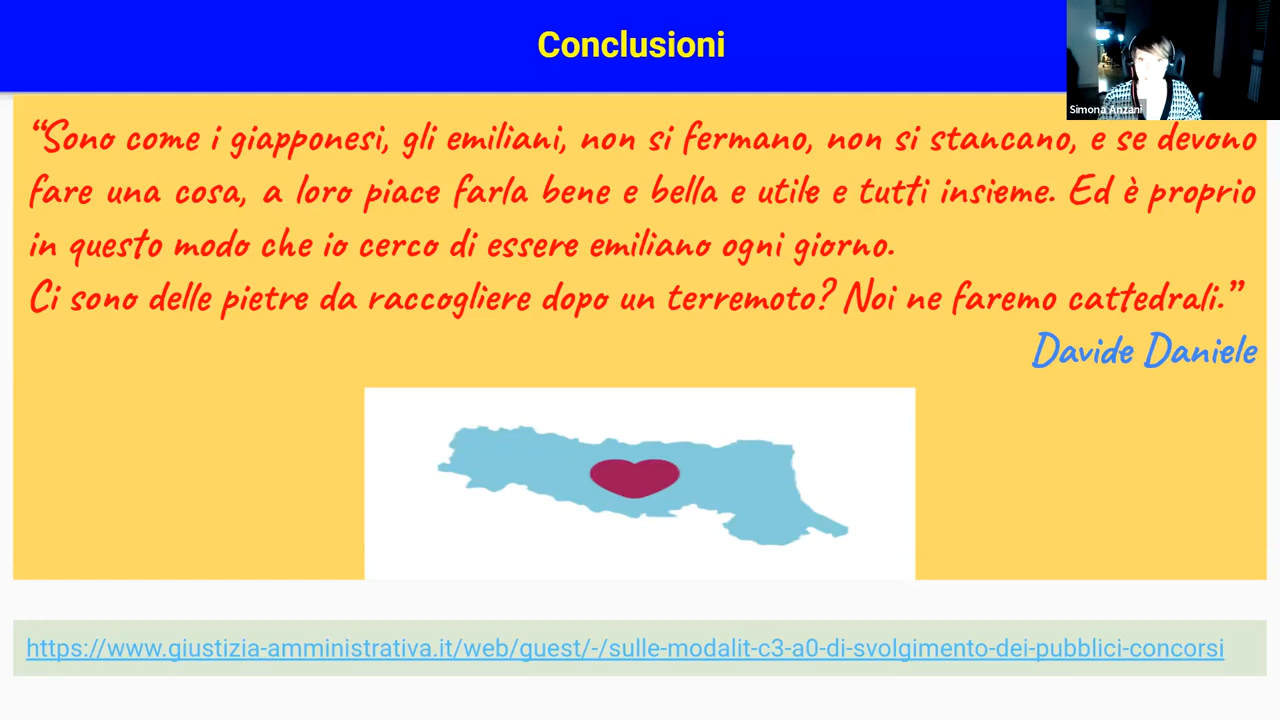 Conclusioni
Simona Anzani
“Sono come i giapponesi, gli emiliani, non si fermano, non si stancano, e se devono
fare una cosa, a loro piace farla bene e bella e utile e tutti insieme. Ed è proprio
in questo modo che io cerco di essere emiliano ogni giorno.
Ci sono delle pietre da raccogliere dopo un terremoto? Noi ne faremo cattedrali.”
Davide Daniele
https://www.giustizia-amministrativa.it/web/guest/-/sulle-modalit-c3-a0-di-svolgimento-dei-pubblici-concorsi